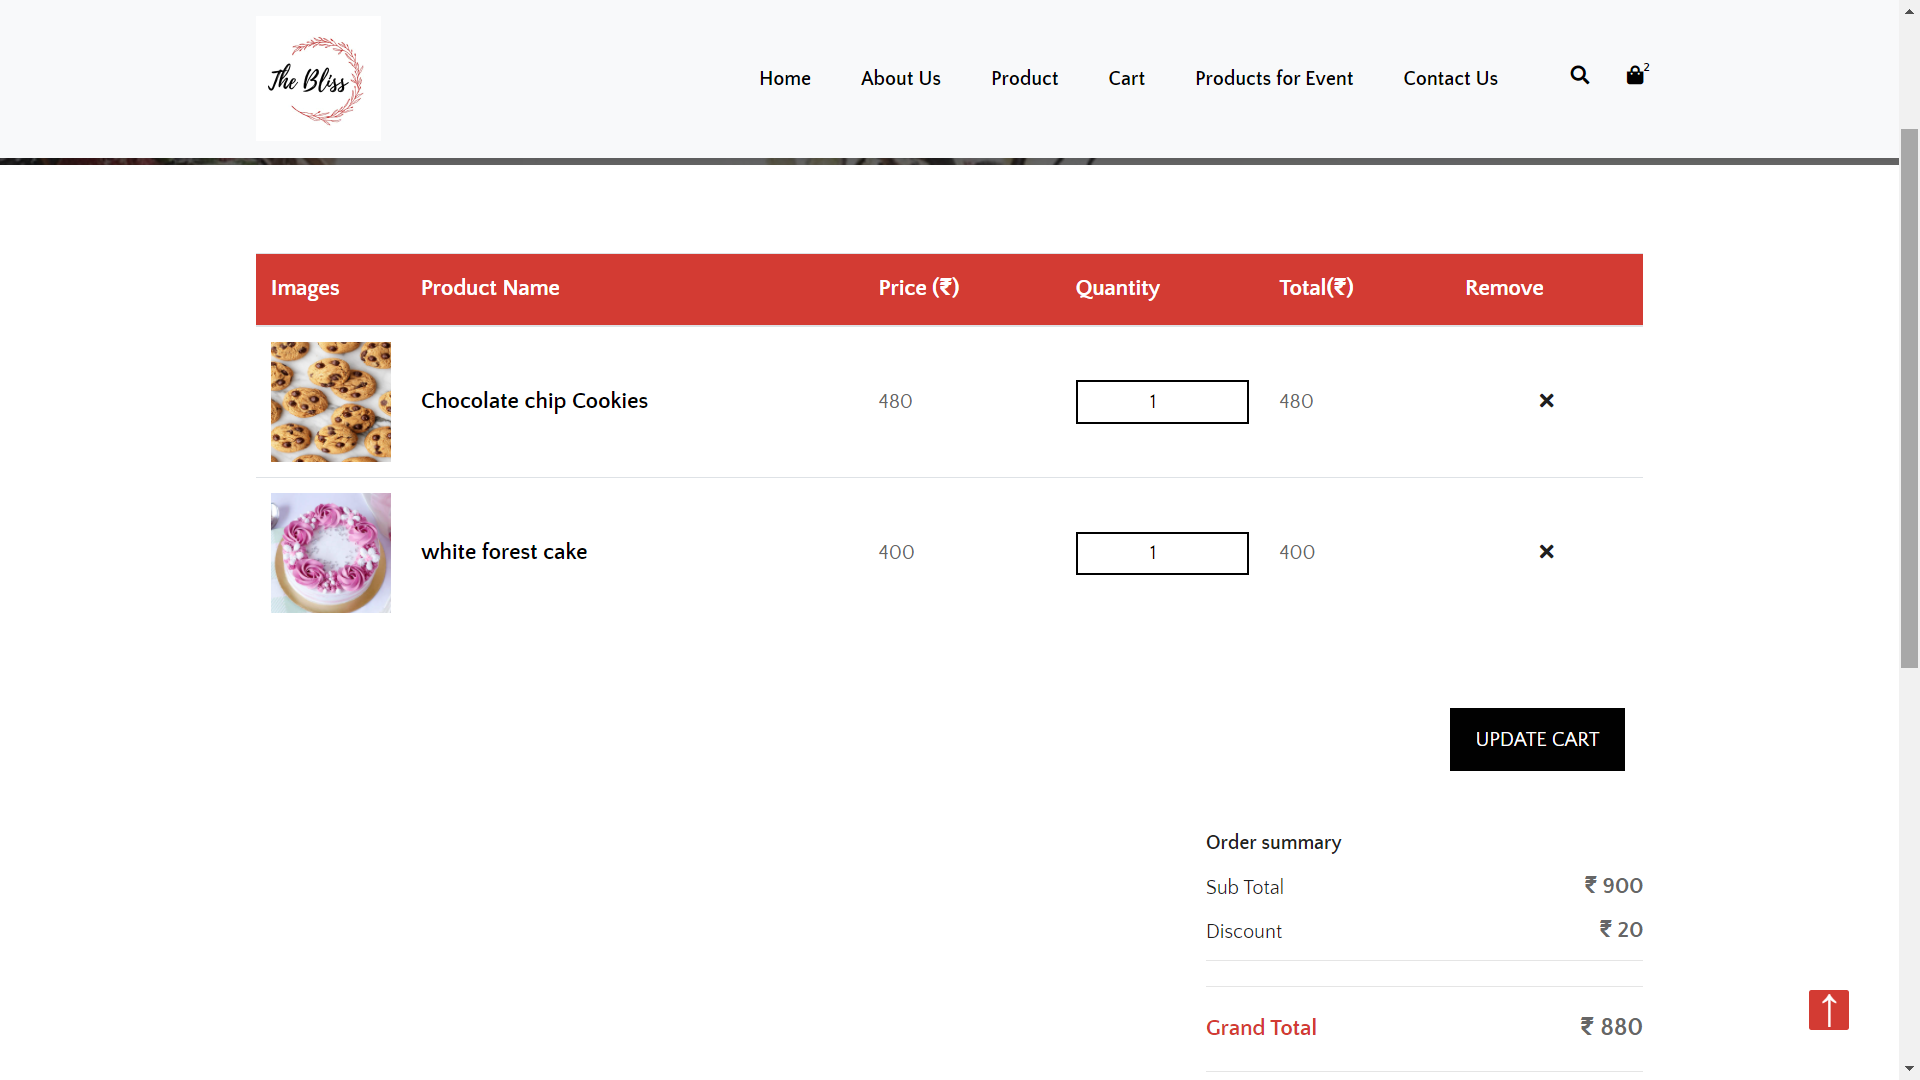 The Bliss
Home About Us Product Cart Products for Event Contact Us 2
Images Product Name Price (₹) Quantity Total(₹) Remove
Chocolate chip Cookies 480 1 480
white forest cake 400 1 400
UPDATE CART
Order summary
Sub Total ₹ 900
Discount ₹ 20
Grand Total ₹ 880